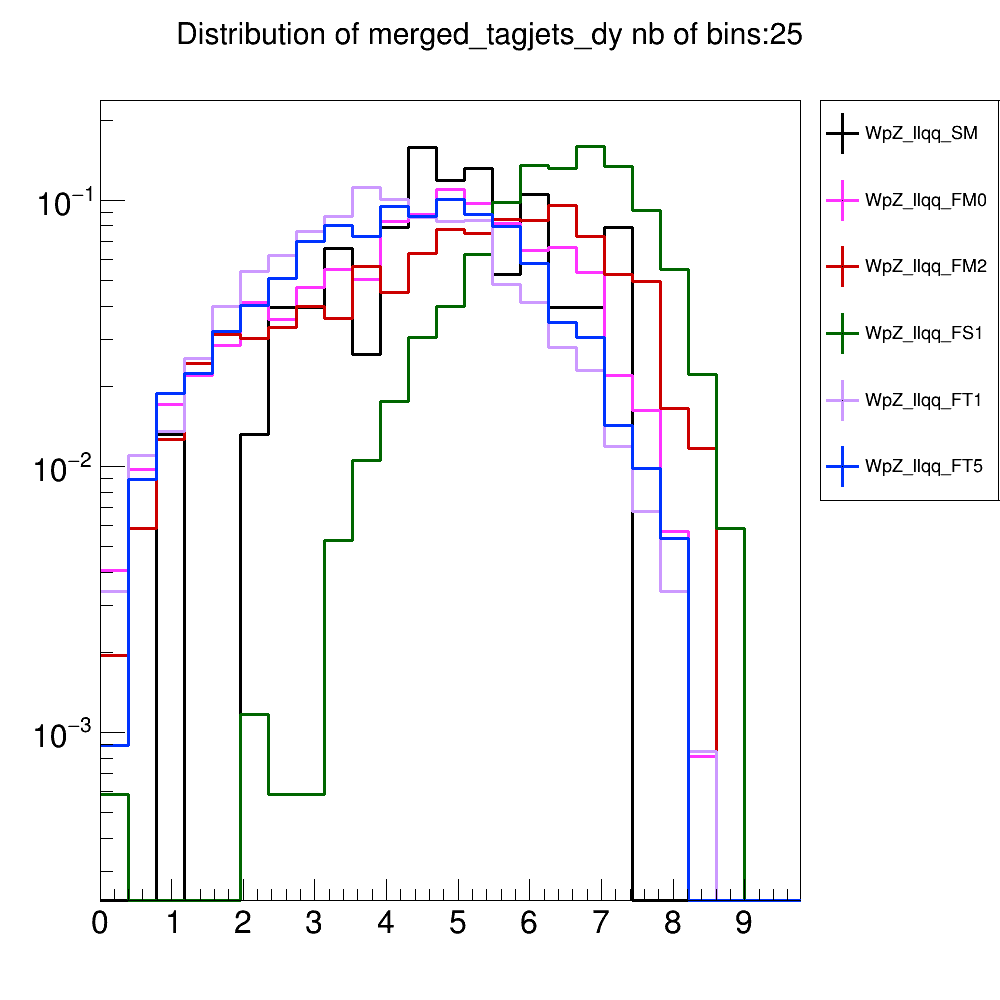 Distribution of merged_tagjets_dy nb of bins:25
10⁻¹
10⁻²
10⁻³
0 1 2 3 4 5 6 7 8 9
WpZ_llqq_SM
WpZ_llqq_FM0
WpZ_llqq_FM2
WpZ_llqq_FS1
WpZ_llqq_FT1
WpZ_llqq_FT5